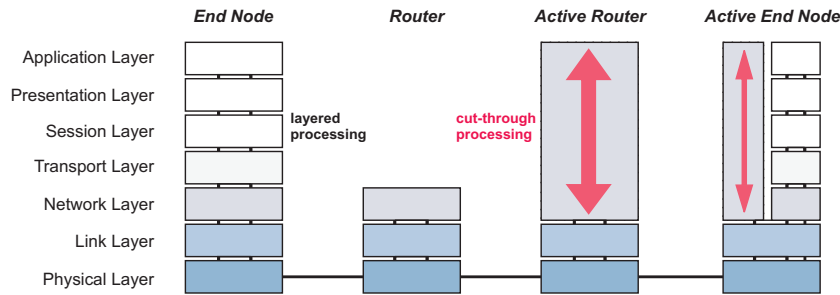 End Node Router Active Router Active End Node
Application Layer
Presentation Layer
Session Layer
layered
processing
cut-through
processing
Transport Layer
Network Layer
Link Layer
Physical Layer